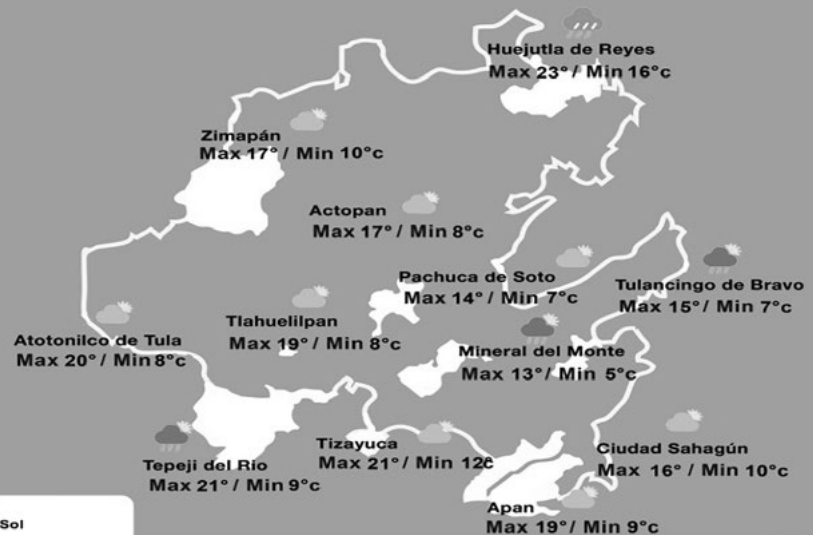 Huejutla de Reyes
Max 23° / Min 16°c
Zimapán
Max 17° / Min 10°c
Actopan
Max 17° / Min 8°c
Pachuca de Soto
Max 14° / Min 7°c
Tulancingo de Bravo
Max 15° / Min 7°c
Atotonilco de Tula
Max 20° / Min 8°c
Tlahuelilpan
Max 19° / Min 8°c
Mineral del Monte
Max 13° / Min 5°c
Tepeji del Rio
Max 21° / Min 9°c
Tizayuca
Max 21° / Min 12c
Ciudad Sahagún
Max 16° / Min 10°c
Apan
Max 19° / Min 9°c
Sol